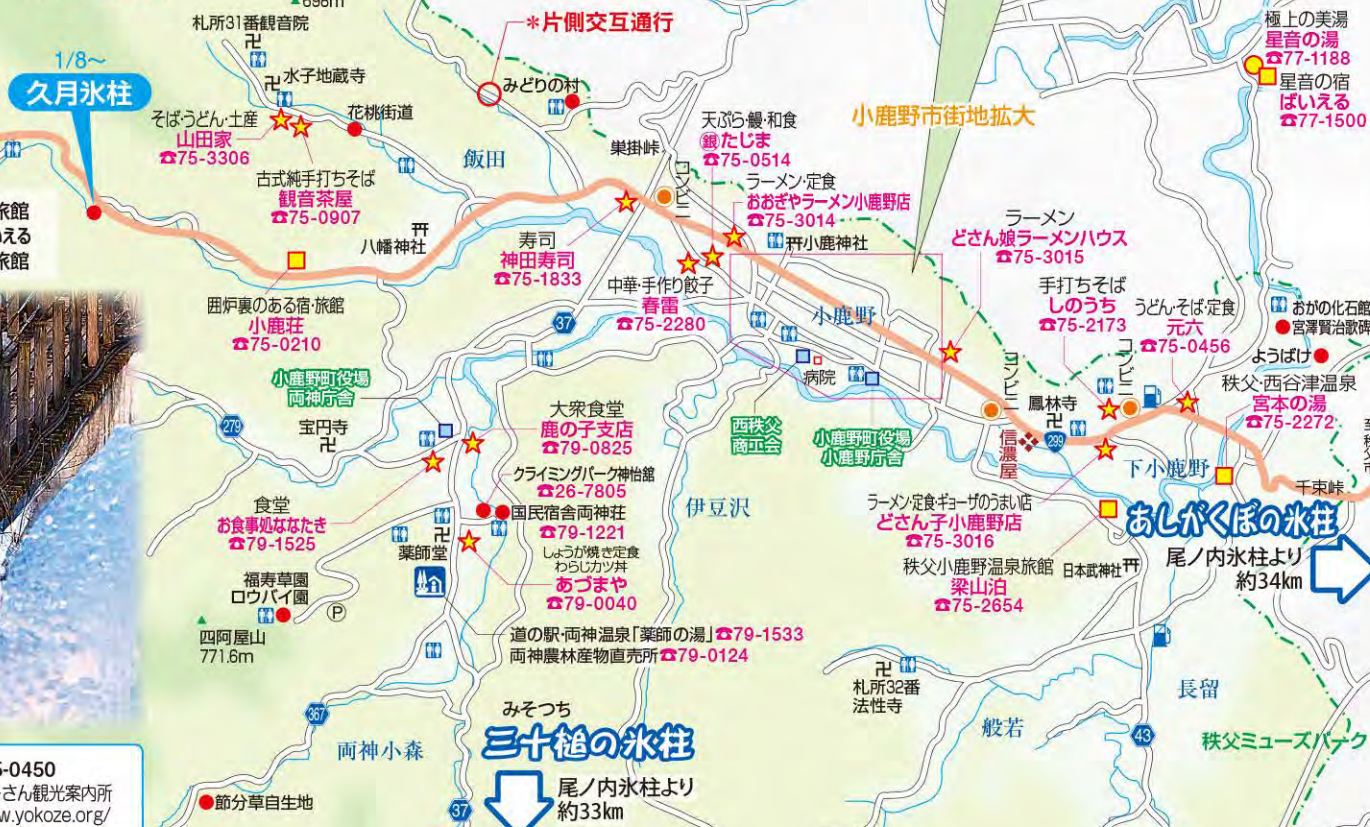 698m
札所31番観音院
卍
*片側交互通行
1/8～
久月氷柱
卍水子地蔵寺
そば・うどん・土産
山田家
☎75-3306
花桃街道
古式純手打ちそば
観音茶屋
☎75-0907
みどりの村
飯田
巣掛峠
コンビニ
天ぷら・鰻・和食
銀たじま
☎75-0514
ラーメン・定食
おおぎやラーメン小鹿野店
☎75-3014
小鹿野市街地拡大
極上の美湯
星音の湯
☎77-1188
星音の宿
ばいえる
☎77-1500
旅館
いえる
旅館
八幡神社
囲炉裏のある宿・旅館
小鹿荘
☎75-0210
寿司
神田寿司
☎75-1833
中華・手作り餃子
春雷
☎75-2280
小鹿神社
小鹿野
病院
ラーメン
どさん娘ラーメンハウス
☎75-3015
手打ちそば
しのうち
☎75-2173
うどん・そば・定食
元六
☎75-0456
おがの化石館
宮澤賢治歌碑
ようばけ
秩父・西谷津温泉
宮本の湯
☎75-2272
37
小鹿野町役場
両神庁舎
279
宝円寺
卍
大衆食堂
鹿の子支店
☎79-0825
クライミングパーク神怡舘
☎26-7805
国民宿舎両神荘
☎79-1221
西秩父
商工会
小鹿野町役場
小鹿野庁舎
コンビニ
信濃屋
鳳林寺
卍
299
コンビニ
下小鹿野
千束峠
食堂
お食事処ななたき
☎79-1525
卍
薬師堂
しょうが焼き定食
わらじカツ丼
あづまや
☎79-0040
伊豆沢
ラーメン・定食・ギョーザのうまい店
どさん子小鹿野店
☎75-3016
秩父小鹿野温泉旅館
梁山泊
☎75-2654
日本武神社
あしがくぼの氷柱
尾ノ内氷柱より
約34km
福寿草園
ロウバイ園
P
四阿屋山
771.6m
道の駅・両神温泉「薬師の湯」☎79-1533
両神農林産物直売所☎79-0124
卍
札所32番
法性寺
長留
般若
43
秩父ミューズパーク
367
両神小森
みそつち
三十槌の氷柱
尾ノ内氷柱より
約33km
37
節分草自生地
5-0450
さん観光案内所
w.yokoze.org/